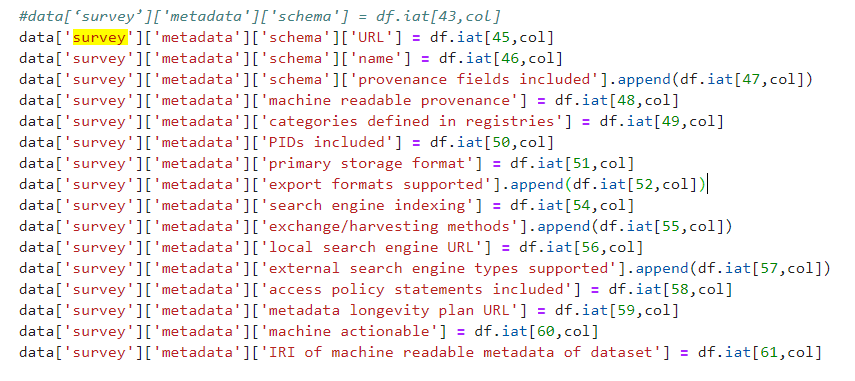 #data[‘survey’]['metadata']['schema'] = df.iat[43,col]
data['survey']['metadata']['schema']['URL'] = df.iat[45,col]
data['survey']['metadata']['schema']['name'] = df.iat[46,col]
data['survey']['metadata']['schema']['provenance fields included'].append(df.iat[47,col])
data['survey']['metadata']['machine readable provenance'] = df.iat[48,col]
data['survey']['metadata']['categories defined in registries'] = df.iat[49,col]
data['survey']['metadata']['PIDs included'] = df.iat[50,col]
data['survey']['metadata']['primary storage format'] = df.iat[51,col]
data['survey']['metadata']['export formats supported'].append(df.iat[52,col])
data['survey']['metadata']['search engine indexing'] = df.iat[54,col]
data['survey']['metadata']['exchange/harvesting methods'].append(df.iat[55,col])
data['survey']['metadata']['local search engine URL'] = df.iat[56,col]
data['survey']['metadata']['external search engine types supported'].append(df.iat[57,col])
data['survey']['metadata']['access policy statements included'] = df.iat[58,col]
data['survey']['metadata']['metadata longevity plan URL'] = df.iat[59,col]
data['survey']['metadata']['machine actionable'] = df.iat[60,col]
data['survey']['metadata']['IRI of machine readable metadata of dataset'] = df.iat[61,col]